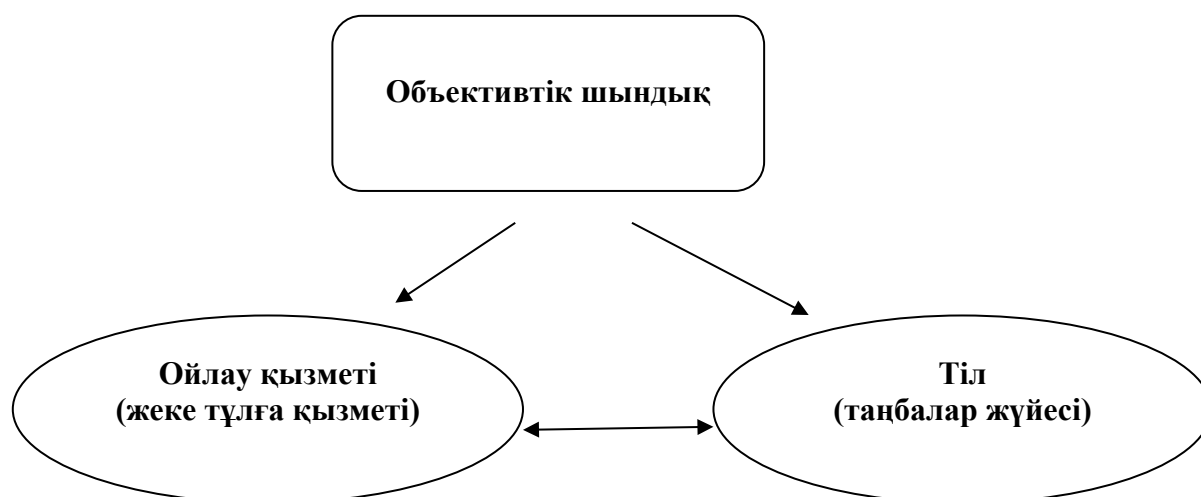 Объективтік шындық
Ойлау қызметі
(жеке тұлға қызметі)
Тіл
(таңбалар жүйесі)